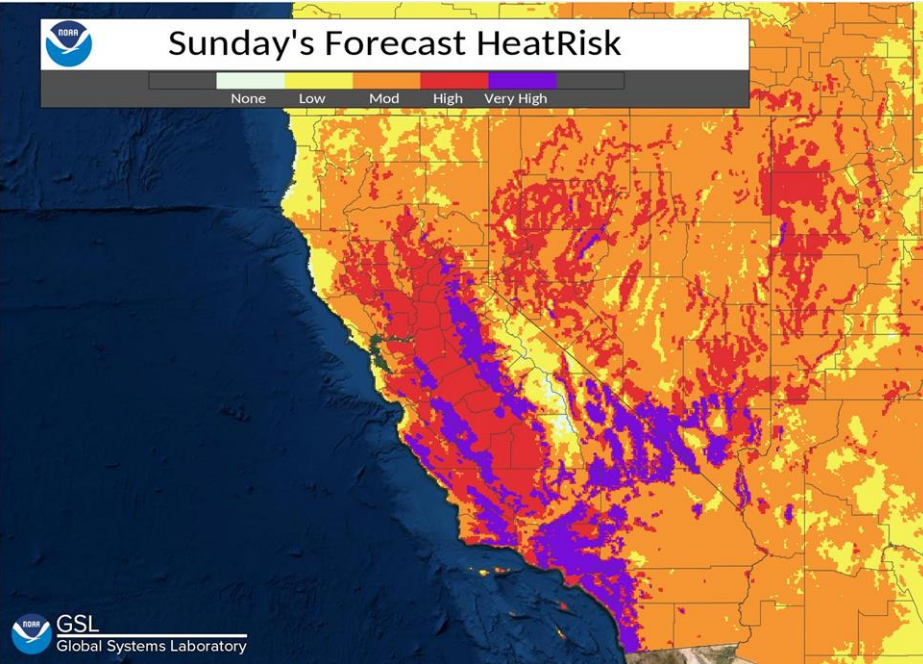 NOAA
Sunday's Forecast HeatRisk
None Low Mod High Very High
NOAA
GSL
Global Systems Laboratory